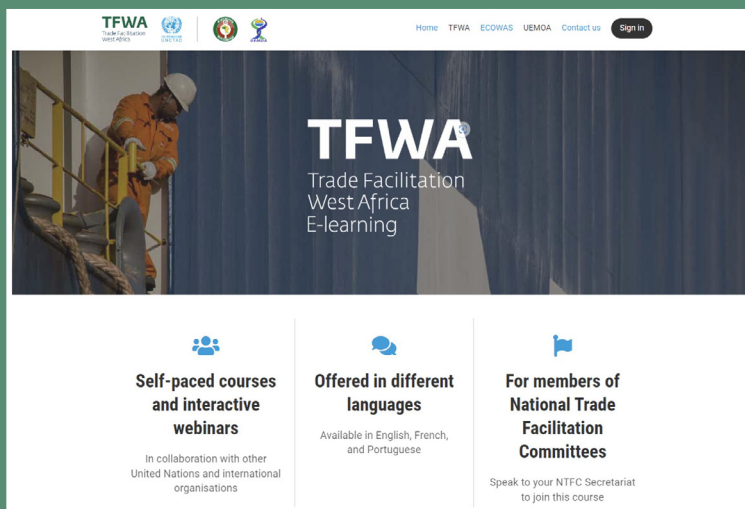 TFWA
Trade Facilitation
West Africa
UNCTAD
UEMOA
Home TFWA ECOWAS UEMOA Contact us Sign in
TFWA
Trade Facilitation
West Africa
E-learning
Self-paced courses
and interactive
webinars
In collaboration with other
United Nations and international
organisations
Offered in different
languages
Available in English, French,
and Portuguese
For members of
National Trade
Facilitation
Committees
Speak to your NTFC Secretariat
to join this course